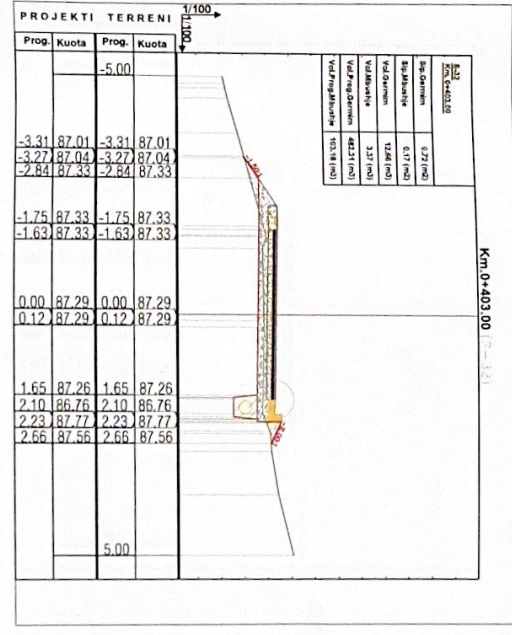 PROJEKTI TERRENI
Prog. Kuota Prog. Kuota
1/100
1/100
-5.00
-3.31 87.01 -3.31 87.01
-3.27 87.04 -3.27 87.04
-2.84 87.33 -2.84 87.33
-1.75 87.33 -1.75 87.33
-1.63 87.33 -1.63 87.33
0.00 87.29 0.00 87.29
0.12 87.29 0.12 87.29
1.65 87.26 1.65 87.26
2.10 86.76 2.10 86.76
2.23 87.77 2.23 87.77
2.66 87.56 2.66 87.56
5.00
S-32
Km. 0+403.00
Sip.Germim 0.72 (m2)
Sip.Mbushje 0.17 (m2)
Vol.Germim 12.66 (m3)
Vol.Mbushje 3.37 (m3)
Vol.Prog.Germim 482.31 (m3)
Vol.Prog.Mbushje 103.18 (m3)
Km.0+403.00